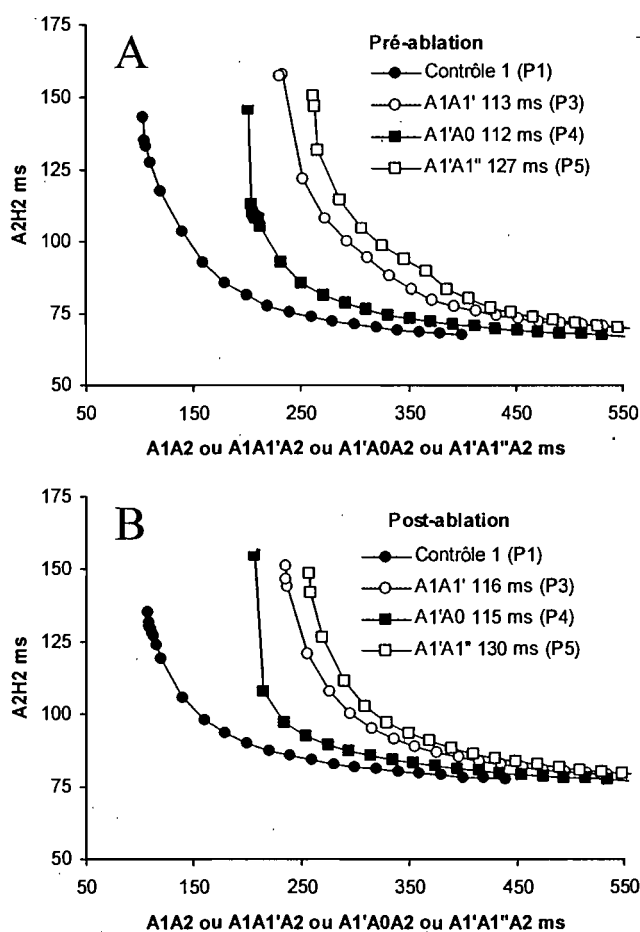 A
Pré-ablation
Contrôle 1 (P1)
A1A1' 113 ms (P3)
A1'A0 112 ms (P4)
A1'A1" 127 ms (P5)
A2H2 ms
175
150
125
100
75
50
50
150
250
350
450
550
A1A2 ou A1A1'A2 ou A1'A0A2 ou A1'A1"A2 ms
B
Post-ablation
Contrôle 1 (P1)
A1A1' 116 ms (P3)
A1'A0 115 ms (P4)
A1'A1" 130 ms (P5)
A2H2 ms
175
150
125
100
75
50
50
150
250
350
450
550
A1A2 ou A1A1'A2 ou A1'A0A2 ou A1'A1"A2 ms